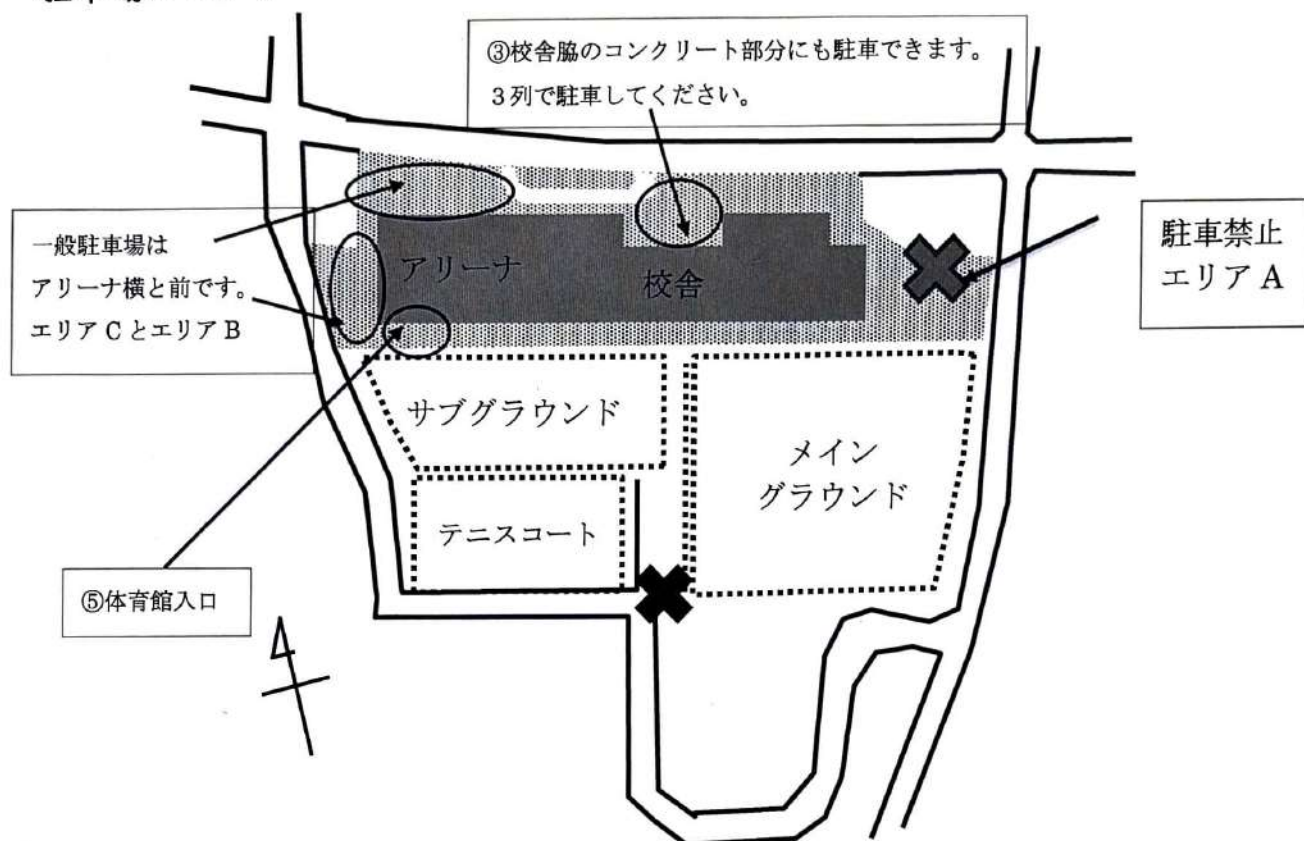 ③校舎脇のコンクリート部分にも駐車できます。
3列で駐車してください。
一般駐車場は
アリーナ横と前です。
エリアCとエリアB
駐車禁止
エリアA
アリーナ
校舎
サブグラウンド
メイン
グラウンド
テニスコート
⑤体育館入口